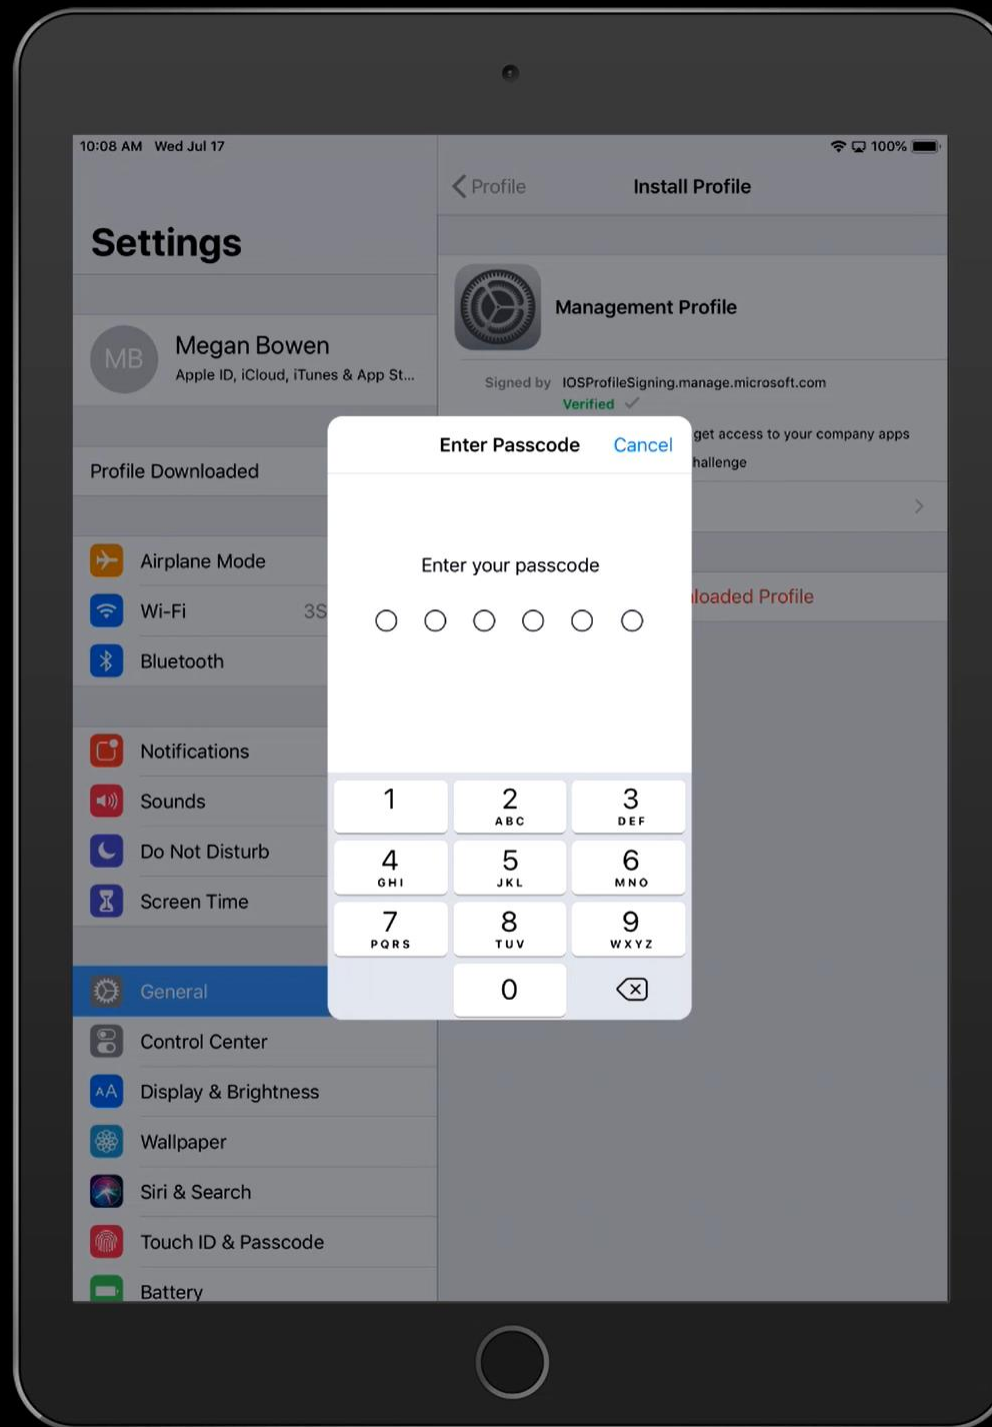 10:08 AM Wed Jul 17
100%
Settings
MB
Megan Bowen
Apple ID, iCloud, iTunes & App St...
Profile Downloaded
Airplane Mode
Wi-Fi 3S
Bluetooth
Notifications
Sounds
Do Not Disturb
Screen Time
General
Control Center
AA
Display & Brightness
Wallpaper
Siri & Search
Touch ID & Passcode
Battery
Profile
Install Profile
Management Profile
Signed by IOSProfileSigning.manage.microsoft.com
Verified
get access to your company apps
Profile
Enter Passcode Cancel
Enter your passcode
1 2 3
ABC DEF
4 5 6
GHI JKL MNO
7 8 9
PQRS TUV WXYZ
0